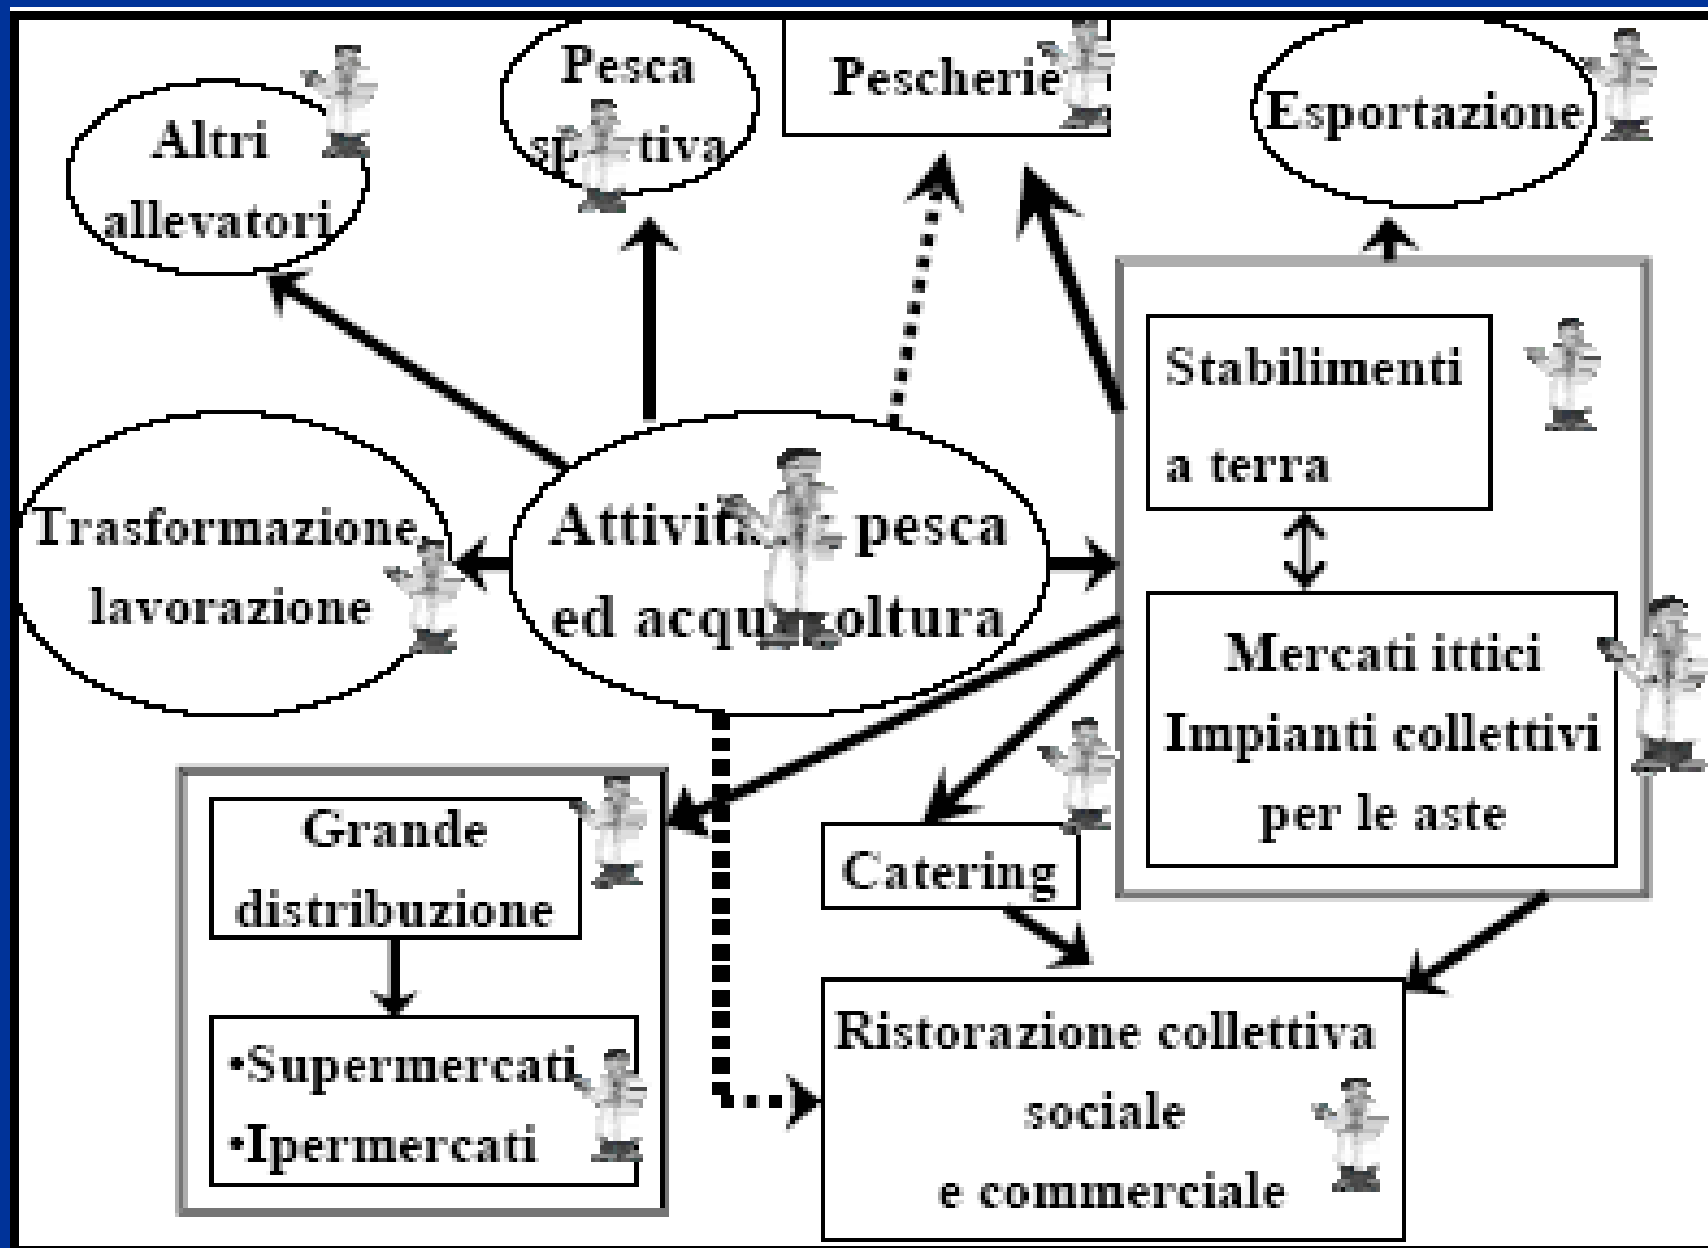 Altri
allevatori
Pesca
Pescherie
Esportazione
Stabilimenti
a terra
Trasformazione
lavorazione
pesca
ed
Mercati ittici
Impianti collettivi
per le aste
Grande
distribuzione
•Supermercati
•Ipermercati
Catering
Ristorazione collettiva
sociale
e commerciale